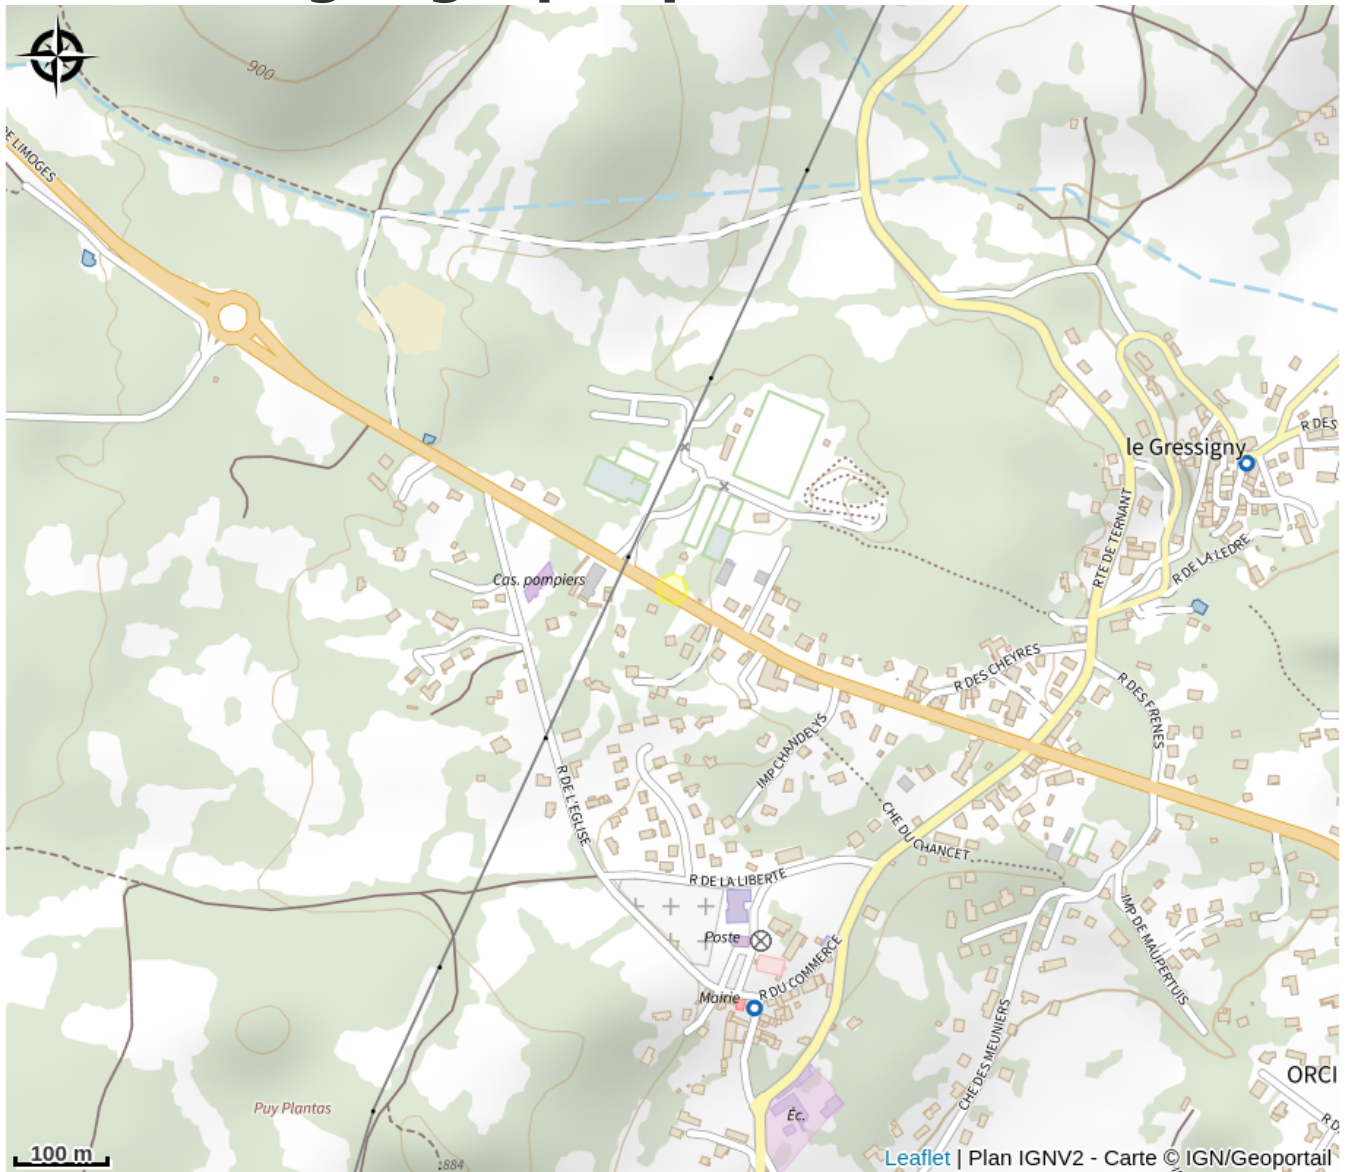 900
DE LIMOGES
le Gressigny
R DES
RTE DE TERNANT
R DE LA LEDRE
Cas. pompiers
R DES CHEYRES
R DES FRENES
IMP CHANDELYS
R DE L'EGLISE
CHE DU CHANCET
R DE LA LIBERTE
IMP DE MAUPERTUIS
Poste
R DU COMMERCE
Mairie
CHE DES MEUNIERS
ORCI
Puy Plantas
Éc.
R D
100 m
884
Leaflet | Plan IGNV2 - Carte © IGN/Geoportail